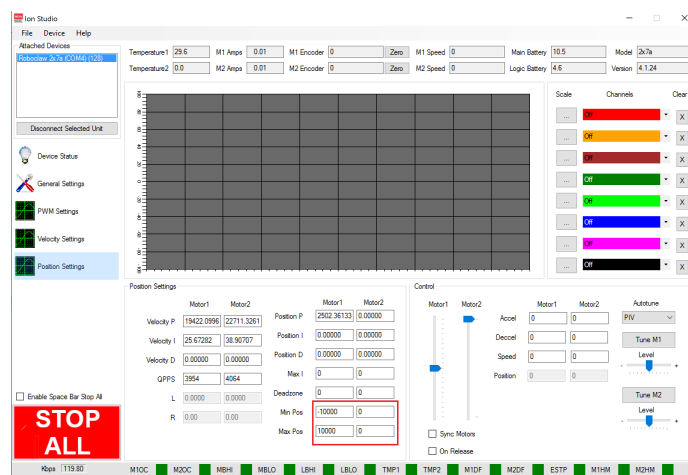 Ion Studio
File Device Help
Attached Devices
Roboclaw 2x7a (COM4) (128)
Disconnect Selected Unit
Device Status
General Settings
PWM Settings
Velocity Settings
Position Settings
Enable Space Bar Stop All
STOP
ALL
Temperature1 29.6 M1 Amps 0.01 M1 Encoder 0 Zero M1 Speed 0 Main Battery 10.5 Model 2x7a
Temperature2 0.0 M2 Amps 0.01 M2 Encoder 0 Zero M2 Speed 0 Logic Battery 4.6 Version 4.1.24
Scale Channels Clear
... Off X
... Off X
... Off X
... Off X
... Off X
... Off X
... Off X
... Off X
Position Settings
Motor1 Motor2
Velocity P 19422.0996 22711.3261
Velocity I 25.67282 38.90707
Velocity D 0.00000 0.00000
QPPS 3954 4064
L 0.0000 0.0000
R 0.00 0.00
Motor1 Motor2
Position P 2502.36133 0.00000
Position I 0.00000 0.00000
Position D 0.00000 0.00000
Max I 0 0
Deadzone 0 0
Min Pos -10000 0
Max Pos 10000 0
Control
Motor1 Motor2
Sync Motors
On Release
Motor1 Motor2
Accel 0 0
Deccel 0 0
Speed 0 0
Position 0 0
Autotune
PIV
Tune M1
Level
- +
Tune M2
Level
- +
Kbps 119.80 M1OC M2OC MBHI MBLO LBHI LBLO TMP1 TMP2 M1DF M2DF ESTP M1HM M2HM